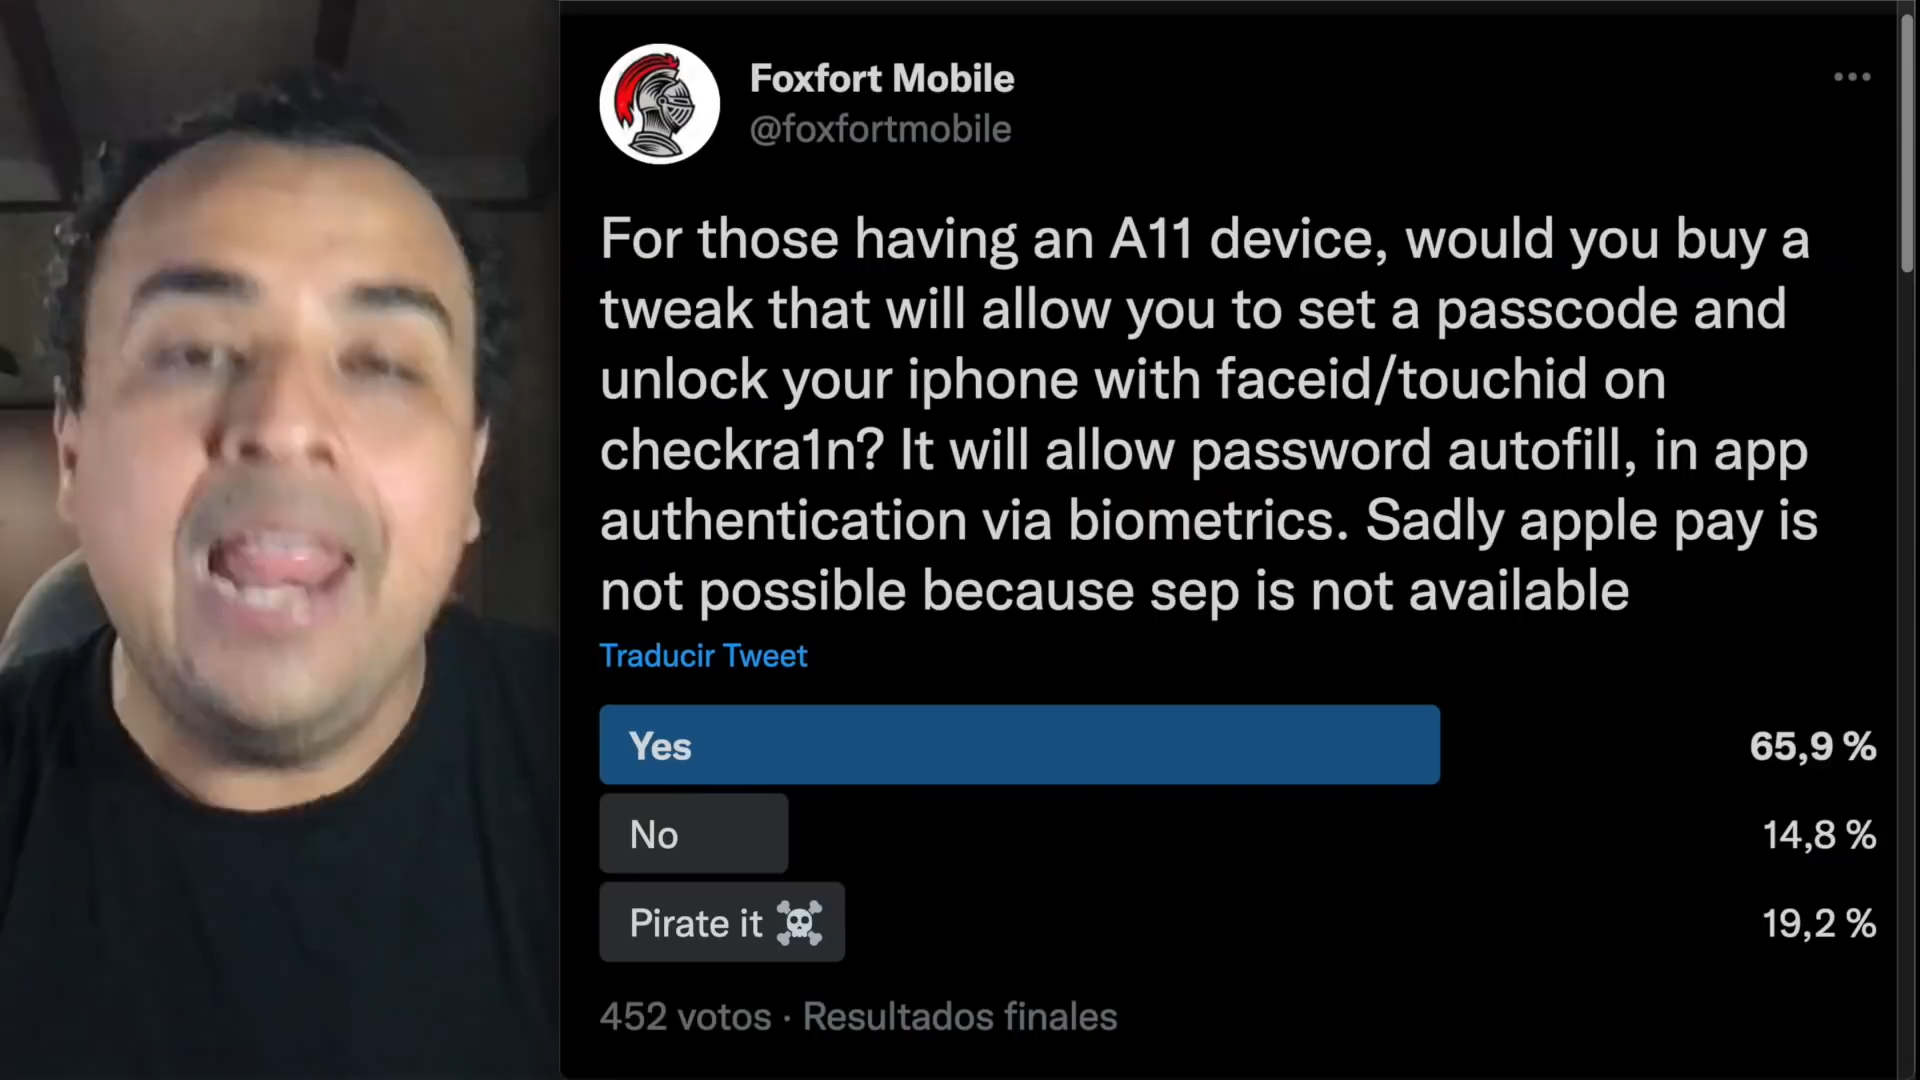 Foxfort Mobile
@foxfortmobile
For those having an A11 device, would you buy a
tweak that will allow you to set a passcode and
unlock your iphone with faceid/touchid on
checkra1n? It will allow password autofill, in app
authentication via biometrics. Sadly apple pay is
not possible because sep is not available
Traducir Tweet
Yes 65,9 %
No 14,8 %
Pirate it ☠ 19,2 %
452 votos · Resultados finales